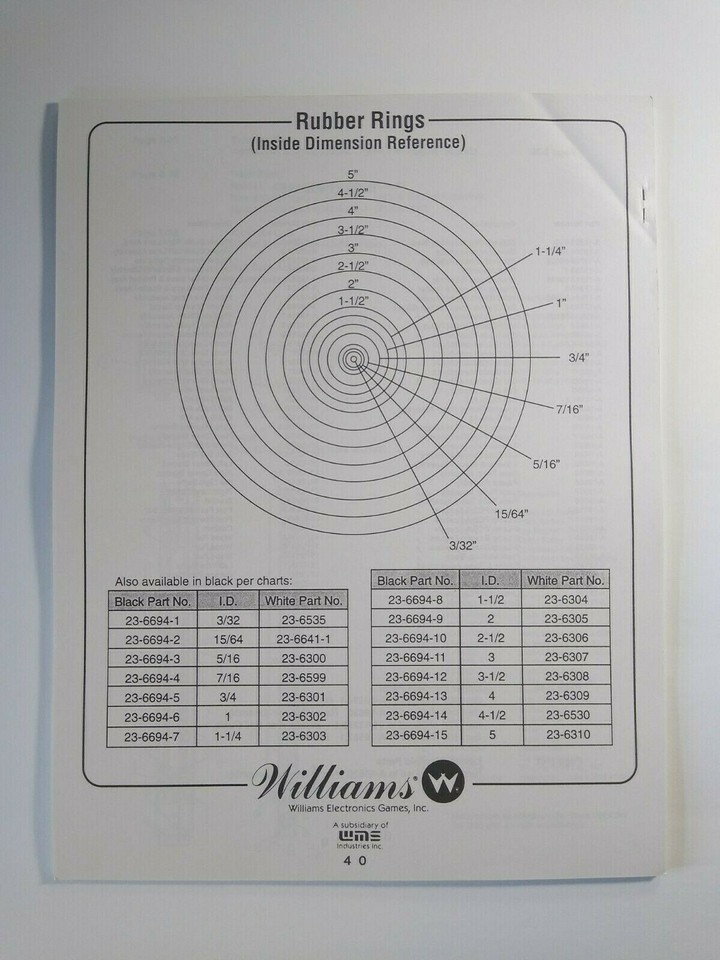 Rubber Rings
(Inside Dimension Reference)
5”
4-1/2”
4”
3-1/2”
3”
2-1/2”
2”
1-1/2”
1-1/4”
1”
3/4”
7/16”
5/16”
15/64”
3/32”
Also available in black per charts:
Black Part No. I.D. White Part No.
23-6694-1 3/32 23-6535
23-6694-2 15/64 23-6641-1
23-6694-3 5/16 23-6300
23-6694-4 7/16 23-6599
23-6694-5 3/4 23-6301
23-6694-6 1 23-6302
23-6694-7 1-1/4 23-6303
Black Part No. I.D. White Part No.
23-6694-8 1-1/2 23-6304
23-6694-9 2 23-6305
23-6694-10 2-1/2 23-6306
23-6694-11 3 23-6307
23-6694-12 3-1/2 23-6308
23-6694-13 4 23-6309
23-6694-14 4-1/2 23-6530
23-6694-15 5 23-6310
Williams® W
Williams Electronics Games, Inc.
A subsidiary of
WMS
Industries Inc.
4 0